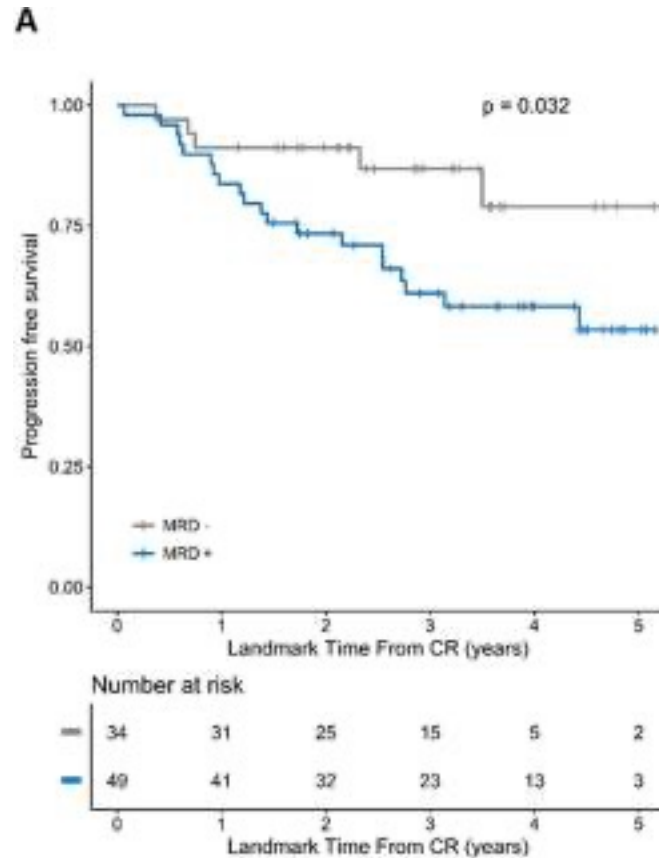 A
p = 0.032
Progression free survival
1.00
0.75
0.50
0.25
0.00
MRD -
MRD +
0 1 2 3 4 5
Landmark Time From CR (years)
Number at risk
34 31 25 15 5 2
49 41 32 23 13 3
0 1 2 3 4 5
Landmark Time From CR (years)